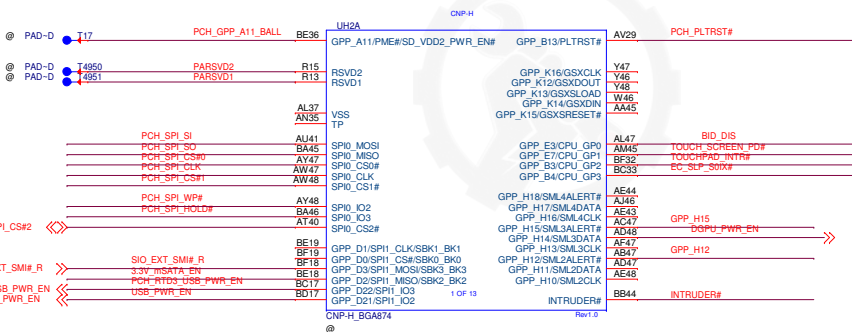 CNP-H
UH2A
@ PAD~D T17 PCH_GPP_A11_BALL BE36 GPP_A11/PME#/SD_VDD2_PWR_EN# GPP_B13/PLTRST# AV29 PCH_PLTRST#
@ PAD~D T4950 PARSVD2 R15 RSVD2 GPP_K16/GSXCLK Y47
@ PAD~D T4951 PARSVD1 R13 RSVD1 GPP_K12/GSXDOUT Y46
GPP_K13/GSXSLOAD Y48
GPP_K14/GSXDIN W46
AL37 VSS GPP_K15/GSXSRESET# AA45
AN35 TP
PCH_SPI_SI AU41 SPI0_MOSI GPP_E3/CPU_GP0 AL47 BID_DIS
PCH_SPI_SO BA45 SPI0_MISO GPP_E7/CPU_GP1 AM45 TOUCH_SCREEN_PD#
PCH_SPI_CS#0 AY47 SPI0_CS0# GPP_B3/CPU_GP2 BF32 TOUCHPAD_INTR#
PCH_SPI_CLK AW47 SPI0_CLK GPP_B4/CPU_GP3 BC33 EC_SLP_S0IX#
PCH_SPI_CS#1 AW48 SPI0_CS1#
GPP_H18/SML4ALERT# AE44
PCH_SPI_WP# AY48 SPI0_IO2 GPP_H17/SML4DATA AJ46
PCH_SPI_HOLD# BA46 SPI0_IO3 GPP_H16/SML4CLK AE43
PI_CS#2 AT40 SPI0_CS2# GPP_H15/SML3ALERT# AC47 GPP_H15
GPP_H14/SML3DATA AD48 DGPU_PWR_EN
BE19 GPP_D1/SPI1_CLK/SBK1_BK1 GPP_H13/SML3CLK AF47
BF19 GPP_D0/SPI1_CS#/SBK0_BK0 GPP_H12/SML2ALERT# AB47 GPP_H12
EXT_SMI#_R SIO_EXT_SMI#_R BF18 GPP_D3/SPI1_MOSI/SBK3_BK3 GPP_H11/SML2DATA AD47
3.3V_mSATA_EN BE18 GPP_D2/SPI1_MISO/SBK2_BK2 GPP_H10/SML2CLK AE48
SB_PWR_EN PCH_RTD3_USB_PWR_EN BC17 GPP_D22/SPI1_IO3
PWR_EN USB_PWR_EN BD17 GPP_D21/SPI1_IO2 1 OF 13 INTRUDER# BB44 INTRUDER#
CNP-H_BGA874 Rev1.0
@